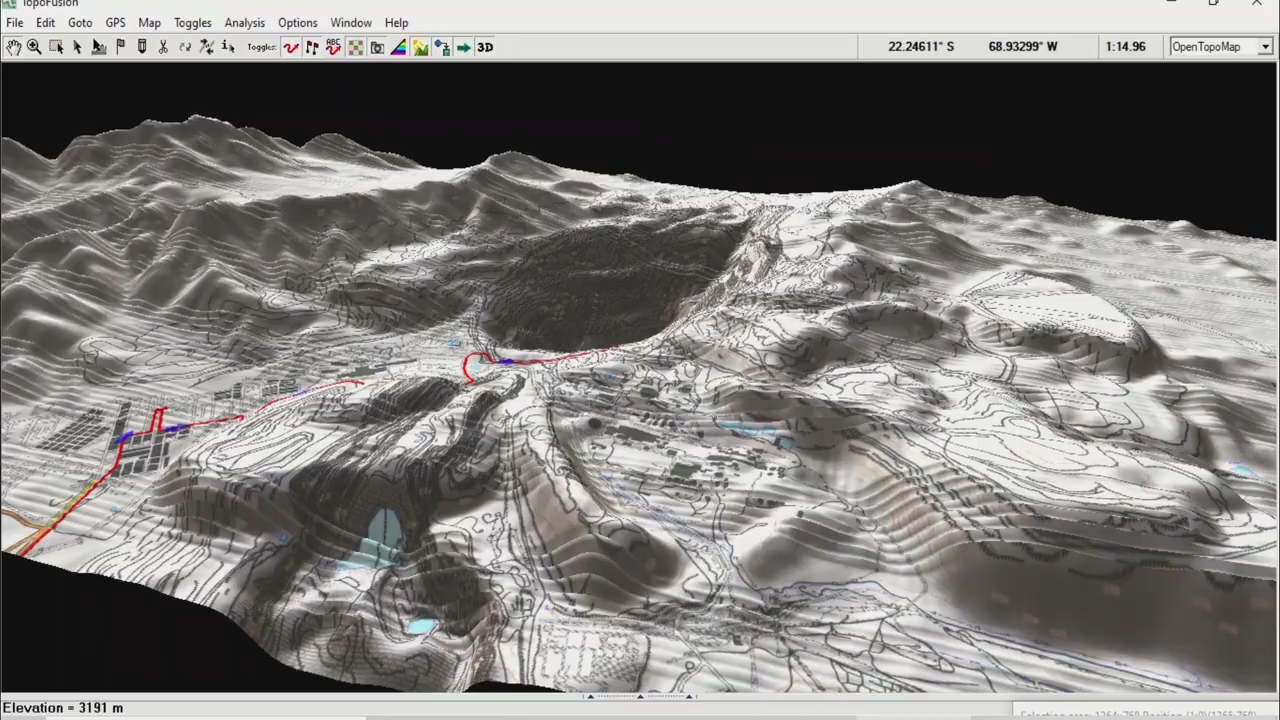 TopoFusion
File Edit Goto GPS Map Toggles Analysis Options Window Help
Toggles: ABC 3D 22.24611° S 68.93299° W 1:14.96 OpenTopoMap
Elevation = 3191 m